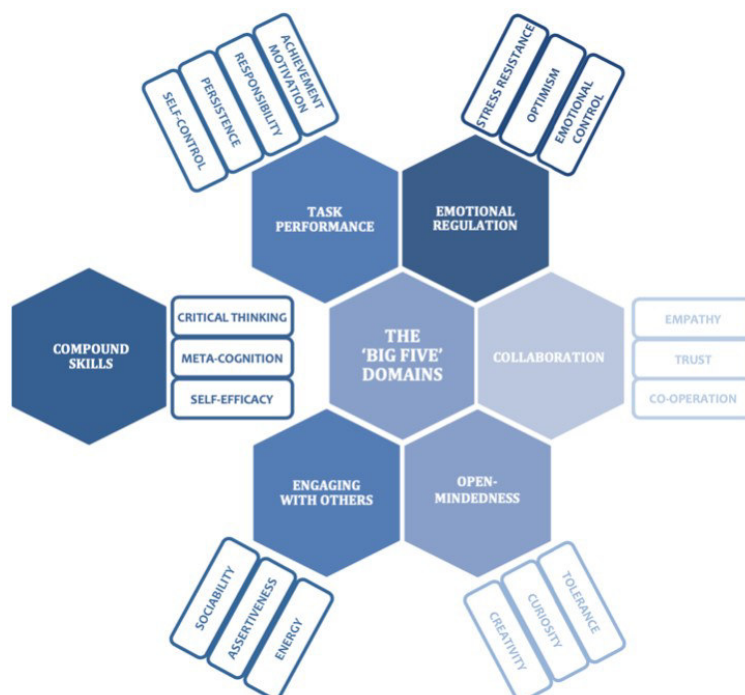 SELF-CONTROL
PERSISTENCE
RESPONSIBILITY
ACHIEVEMENT
MOTIVATION
STRESS RESISTANCE
OPTIMISM
EMOTIONAL
CONTROL
TASK
PERFORMANCE
EMOTIONAL
REGULATION
COMPOUND
SKILLS
CRITICAL THINKING
META-COGNITION
SELF-EFFICACY
THE
‘BIG FIVE’
DOMAINS
COLLABORATION
EMPATHY
TRUST
CO-OPERATION
ENGAGING
WITH OTHERS
OPEN-
MINDEDNESS
SOCIABILITY
ASSERTIVENESS
ENERGY
CREATIVITY
CURIOSITY
TOLERANCE